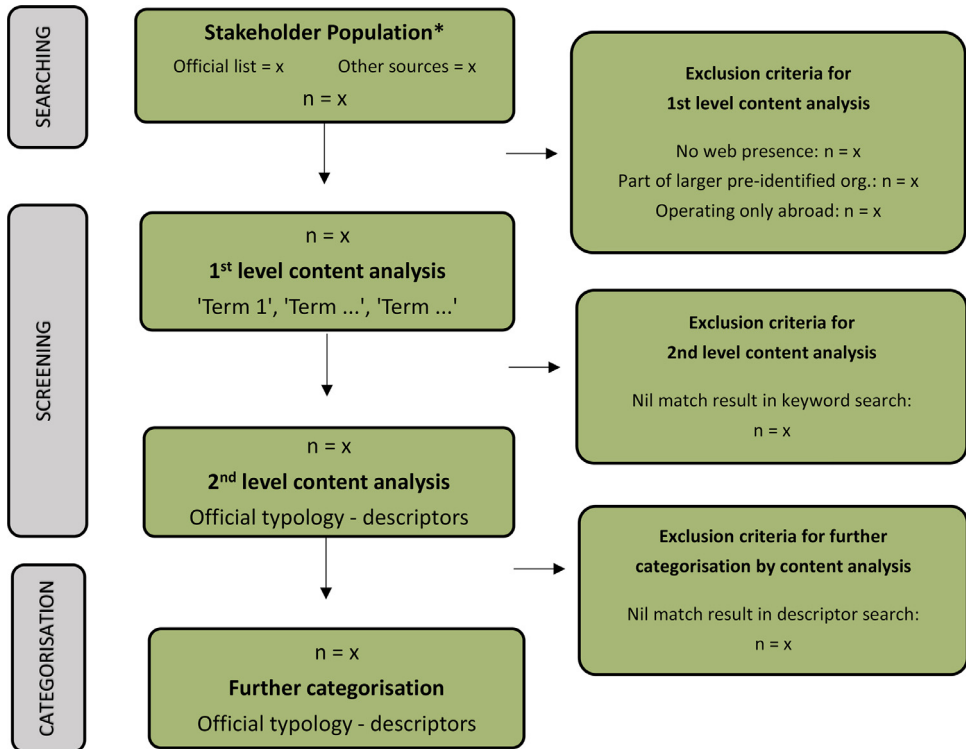 SEARCHING
Stakeholder Population*
Official list = x Other sources = x
n = x
Exclusion criteria for
1st level content analysis
No web presence: n = x
Part of larger pre-identified org.: n = x
Operating only abroad: n = x
SCREENING
n = x
1st level content analysis
'Term 1', 'Term ...', 'Term ...'
Exclusion criteria for
2nd level content analysis
Nil match result in keyword search:
n = x
n = x
2nd level content analysis
Official typology - descriptors
Exclusion criteria for further
categorisation by content analysis
Nil match result in descriptor search:
n = x
CATEGORISATION
n = x
Further categorisation
Official typology - descriptors